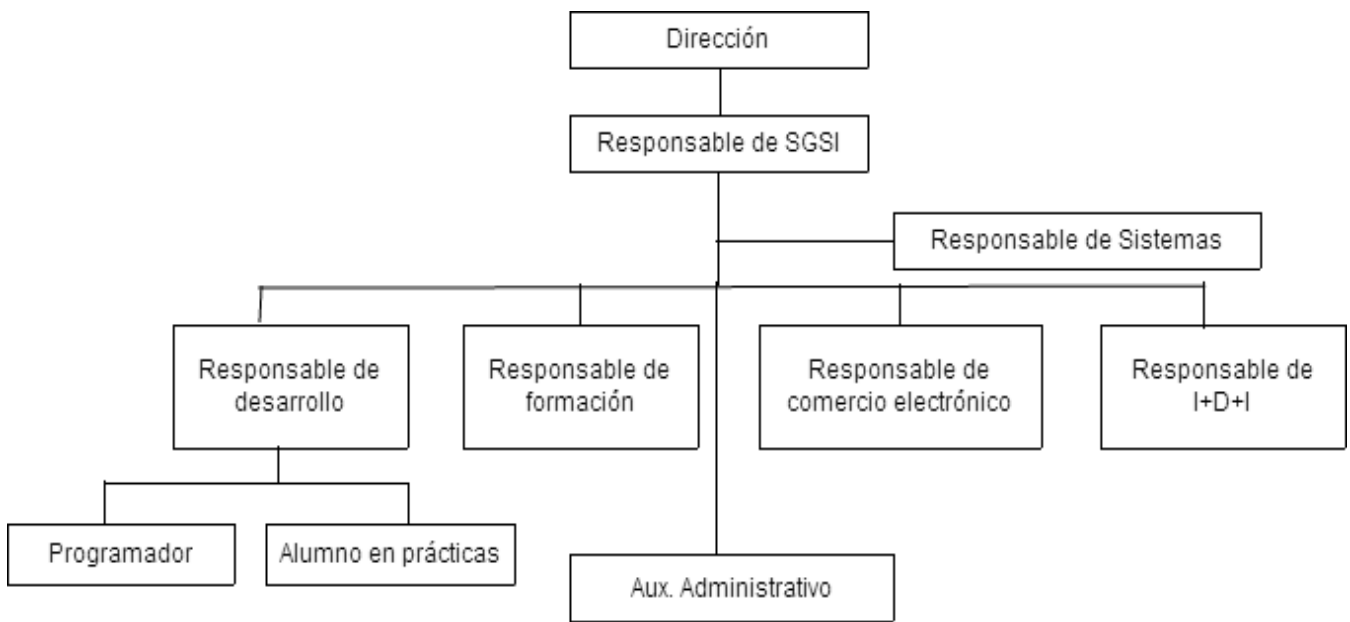 Dirección
Responsable de SGSI
Responsable de Sistemas
Responsable de
desarrollo
Responsable de
formación
Responsable de
comercio electrónico
Responsable de
I+D+I
Programador
Alumno en prácticas
Aux. Administrativo